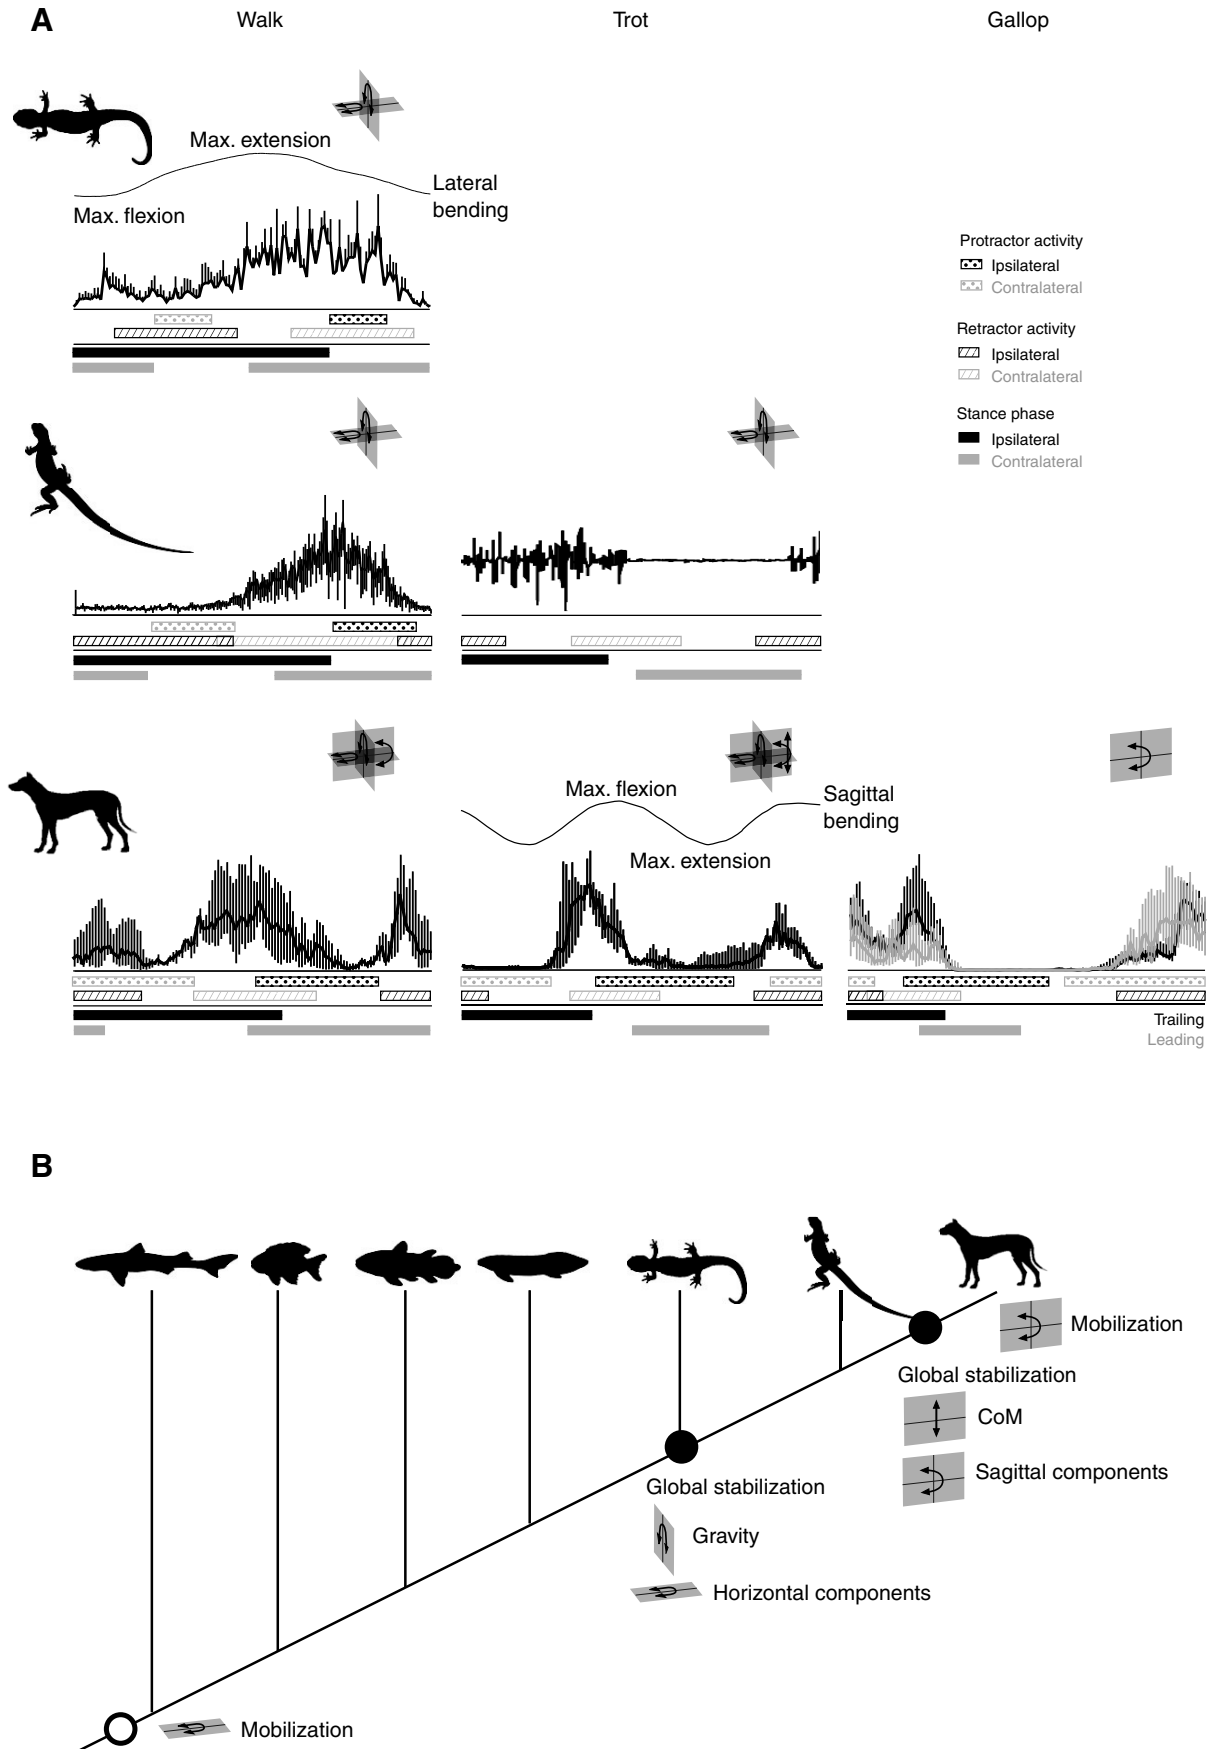 A
Walk
Trot
Gallop
Max. extension
Lateral
bending
Max. flexion
Protractor activity
Ipsilateral
Contralateral
Retractor activity
Ipsilateral
Contralateral
Stance phase
Ipsilateral
Contralateral
Max. flexion
Sagittal
bending
Max. extension
Trailing
Leading
B
Mobilization
Global stabilization
CoM
Sagittal components
Global stabilization
Gravity
Horizontal components
Mobilization